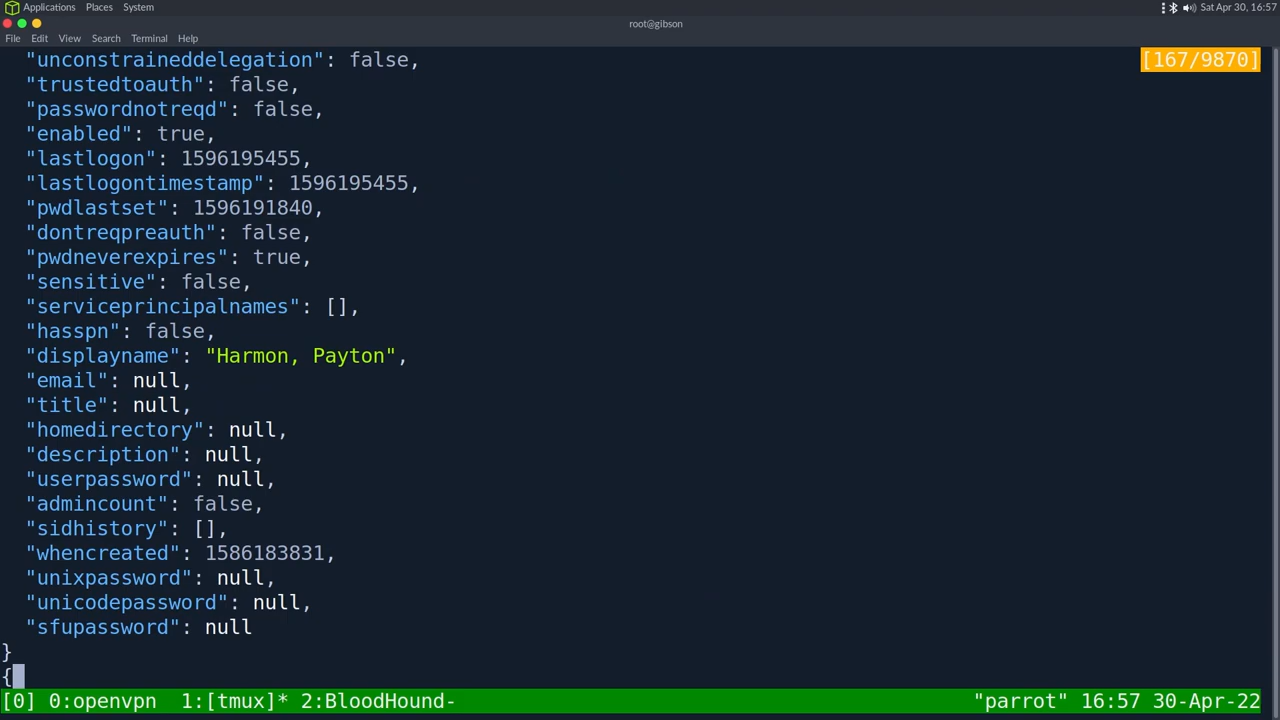 Applications Places System Sat Apr 30, 16:57
root@gibson
File Edit View Search Terminal Help
"unconstraineddelegation": false, [167/9870]
"trustedtoauth": false,
"passwordnotreqd": false,
"enabled": true,
"lastlogon": 1596195455,
"lastlogontimestamp": 1596195455,
"pwdlastset": 1596191840,
"dontreqpreauth": false,
"pwdneverexpires": true,
"sensitive": false,
"serviceprincipalnames": [],
"hasspn": false,
"displayname": "Harmon, Payton",
"email": null,
"title": null,
"homedirectory": null,
"description": null,
"userpassword": null,
"admincount": false,
"sidhistory": [],
"whencreated": 1586183831,
"unixpassword": null,
"unicodepassword": null,
"sfupassword": null
}
{
[0] 0:openvpn 1:[tmux]* 2:BloodHound- "parrot" 16:57 30-Apr-22